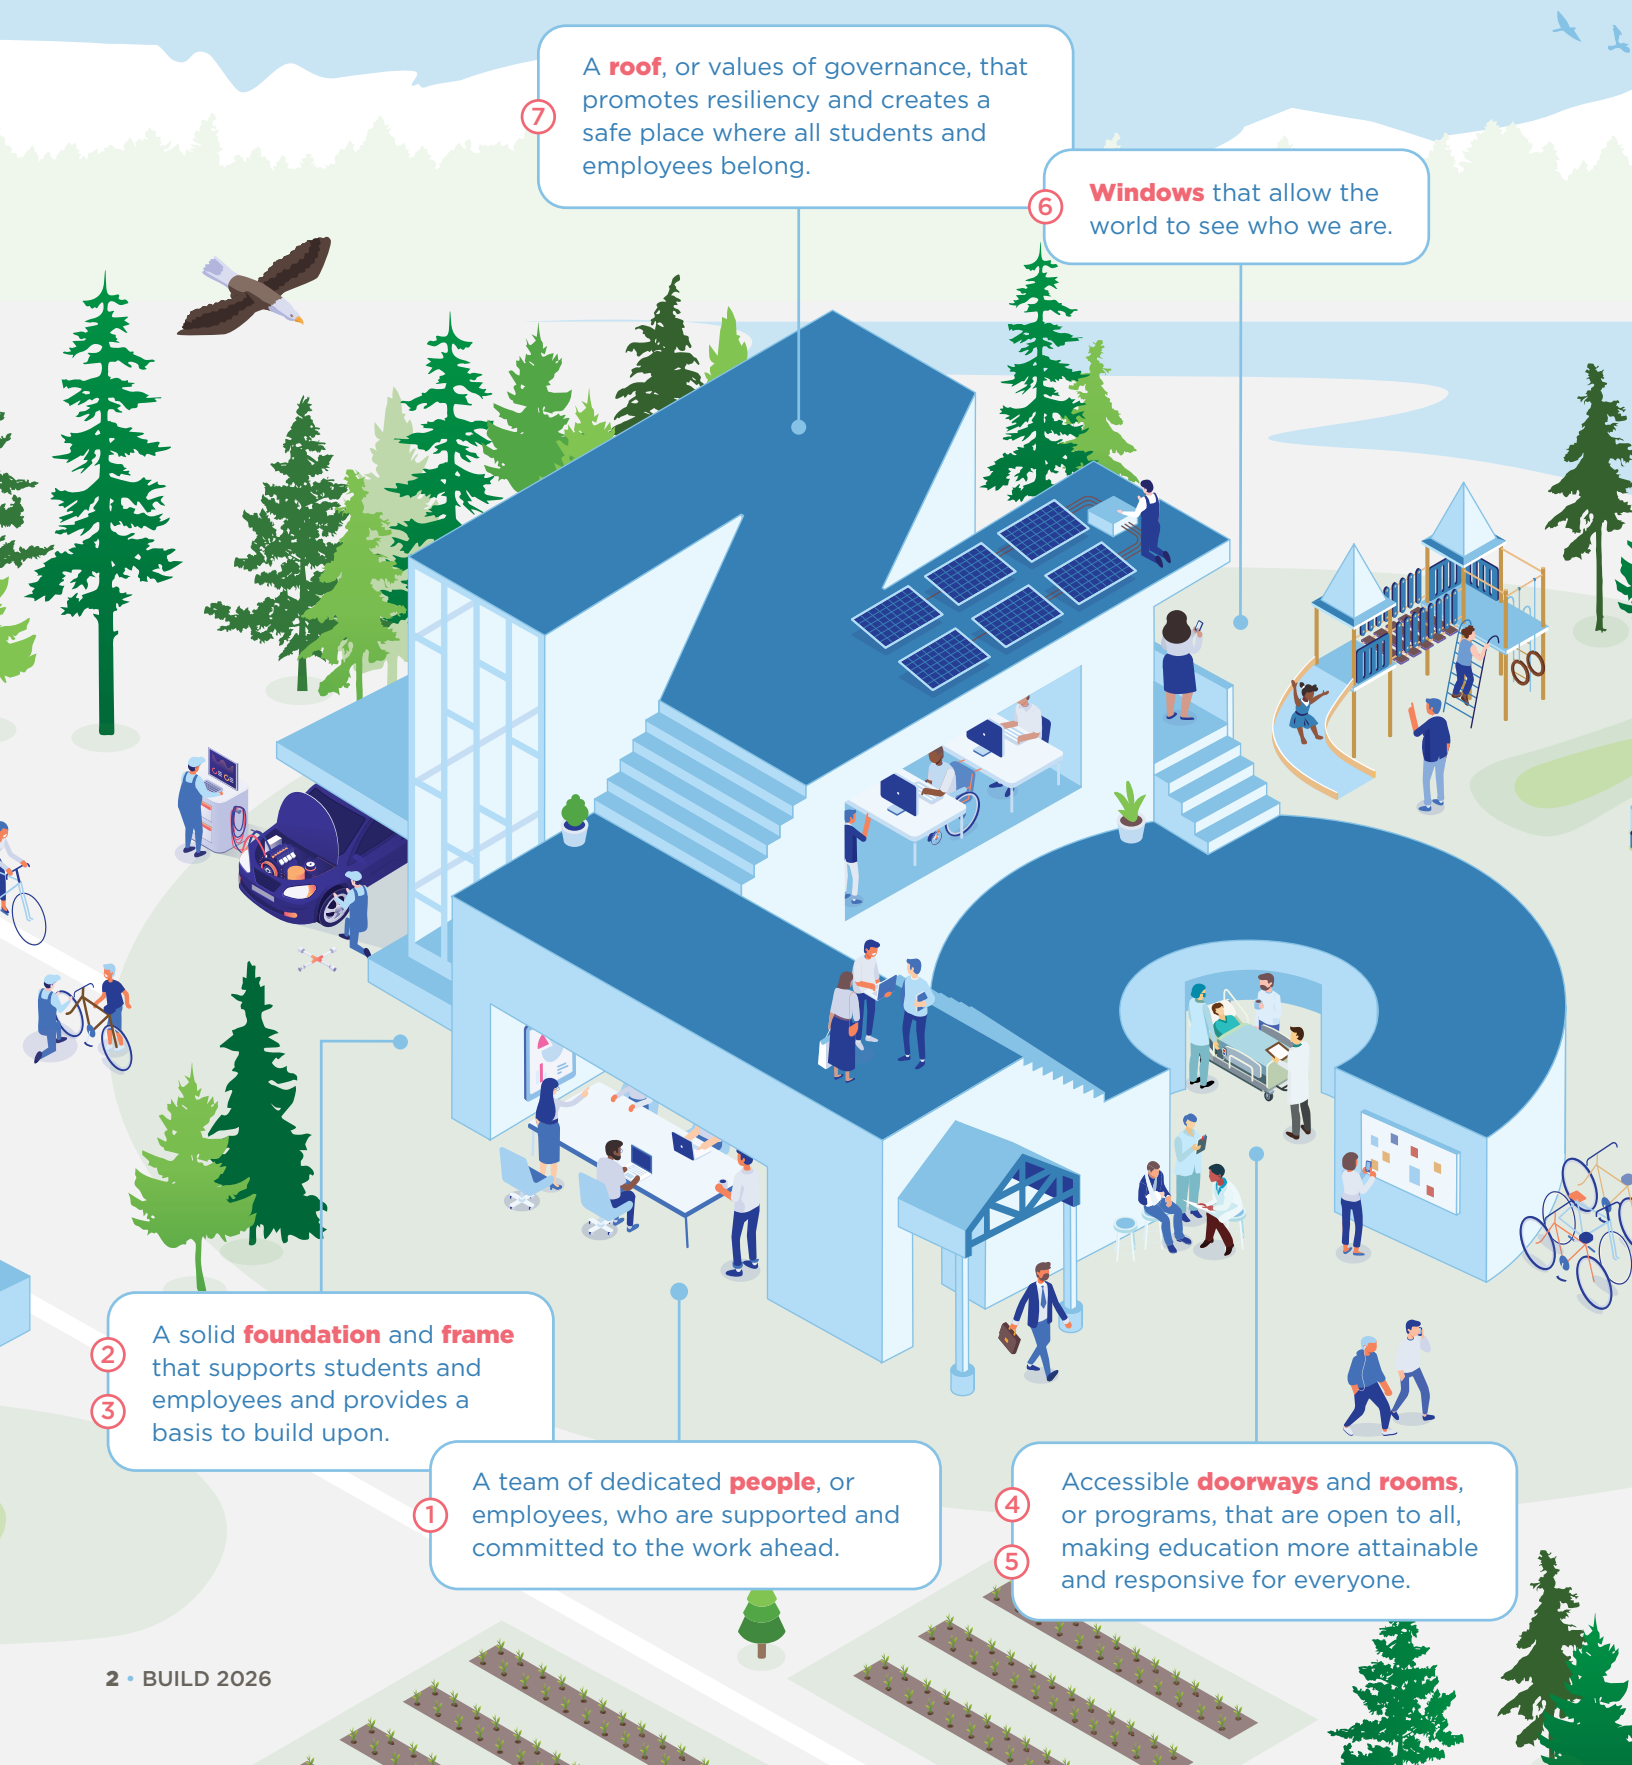 7
A roof, or values of governance, that
promotes resiliency and creates a
safe place where all students and
employees belong.
6
Windows that allow the
world to see who we are.
2
3
A solid foundation and frame
that supports students and
employees and provides a
basis to build upon.
1
A team of dedicated people, or
employees, who are supported and
committed to the work ahead.
4
5
Accessible doorways and rooms,
or programs, that are open to all,
making education more attainable
and responsive for everyone.
2 • BUILD 2026